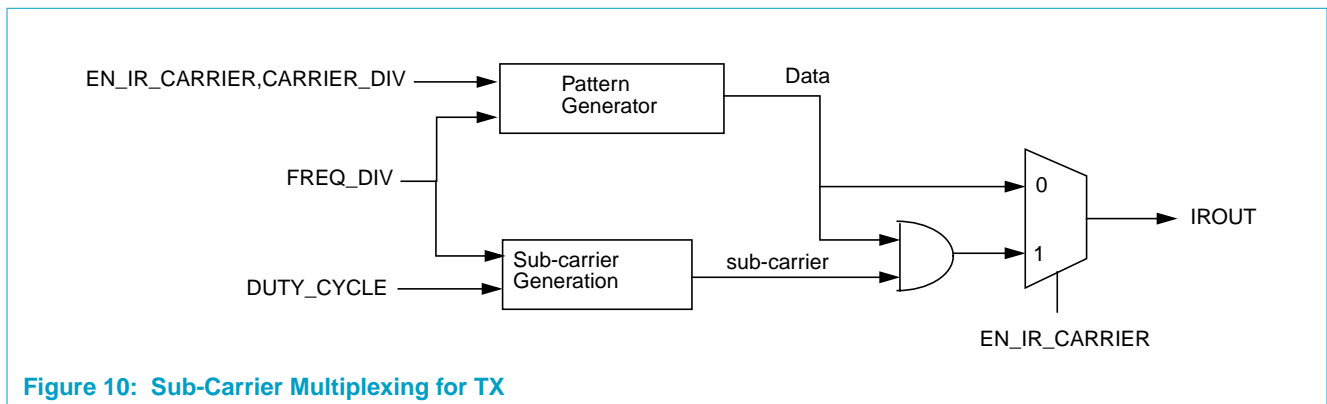 EN_IR_CARRIER,CARRIER_DIV
Pattern
Generator
Data
FREQ_DIV
0
IROUT
1
Sub-carrier
Generation
sub-carrier
DUTY_CYCLE
EN_IR_CARRIER
Figure 10: Sub-Carrier Multiplexing for TX